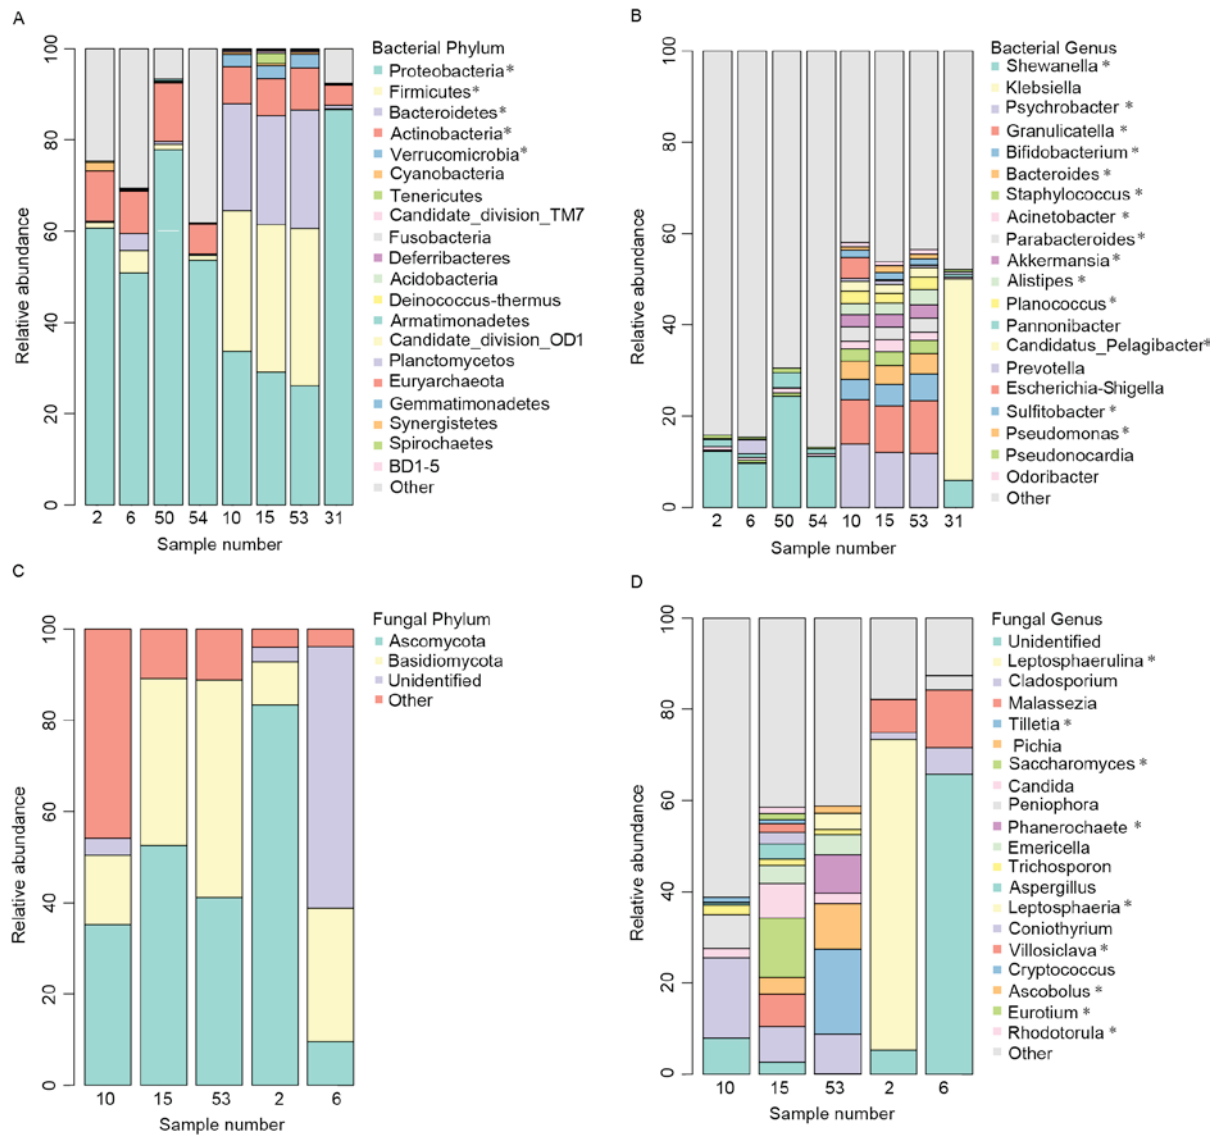 A
Relative abundance
100
80
60
40
20
0
2 6 50 54 10 15 53 31
Sample number
Bacterial Phylum
Proteobacteria*
Firmicutes*
Bacteroidetes*
Actinobacteria*
Verrucomicrobia*
Cyanobacteria
Tenericutes
Candidate_division_TM7
Fusobacteria
Deferribacteres
Acidobacteria
Deinococcus-thermus
Armatimonadetes
Candidate_division_OD1
Planctomycetos
Euryarchaeota
Gemmatimonadetes
Synergistetes
Spirochaetes
BD1-5
Other
B
Relative abundance
100
80
60
40
20
0
2 6 50 54 10 15 53 31
Sample number
Bacterial Genus
Shewanella *
Klebsiella
Psychrobacter *
Granulicatella *
Bifidobacterium *
Bacteroides *
Staphylococcus *
Acinetobacter *
Parabacteroides*
Akkermansia *
Alistipes *
Planococcus *
Pannonibacter
Candidatus_Pelagibacter*
Prevotella
Escherichia-Shigella
Sulfitobacter *
Pseudomonas *
Pseudonocardia
Odoribacter
Other
C
Relative abundance
100
80
60
40
20
0
10 15 53 2 6
Sample number
Fungal Phylum
Ascomycota
Basidiomycota
Unidentified
Other
D
Relative abundance
100
80
60
40
20
0
10 15 53 2 6
Sample number
Fungal Genus
Unidentified
Leptosphaerulina *
Cladosporium
Malassezia
Tilletia *
Pichia
Saccharomyces *
Candida
Peniophora
Phanerochaete *
Emericella
Trichosporon
Aspergillus
Leptosphaeria *
Coniothyrium
Villosiclava *
Cryptococcus
Ascobolus *
Eurotium *
Rhodotorula *
Other